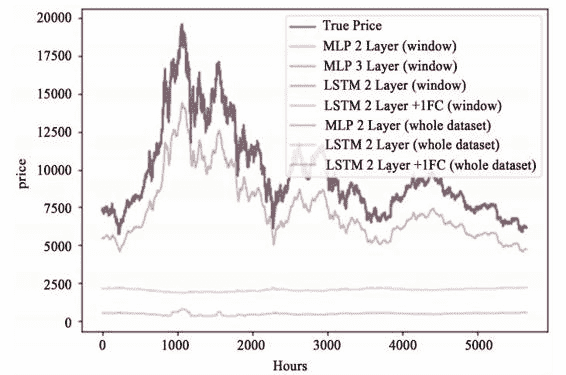 20000
17500
15000
12500
10000
7500
5000
2500
0
price
True Price
MLP 2 Layer (window)
MLP 3 Layer (window)
LSTM 2 Layer (window)
LSTM 2 Layer +1FC (window)
MLP 2 Layer (whole dataset)
LSTM 2 Layer (whole dataset)
LSTM 2 Layer +1FC (whole dataset)
0 1000 2000 3000 4000 5000
Hours